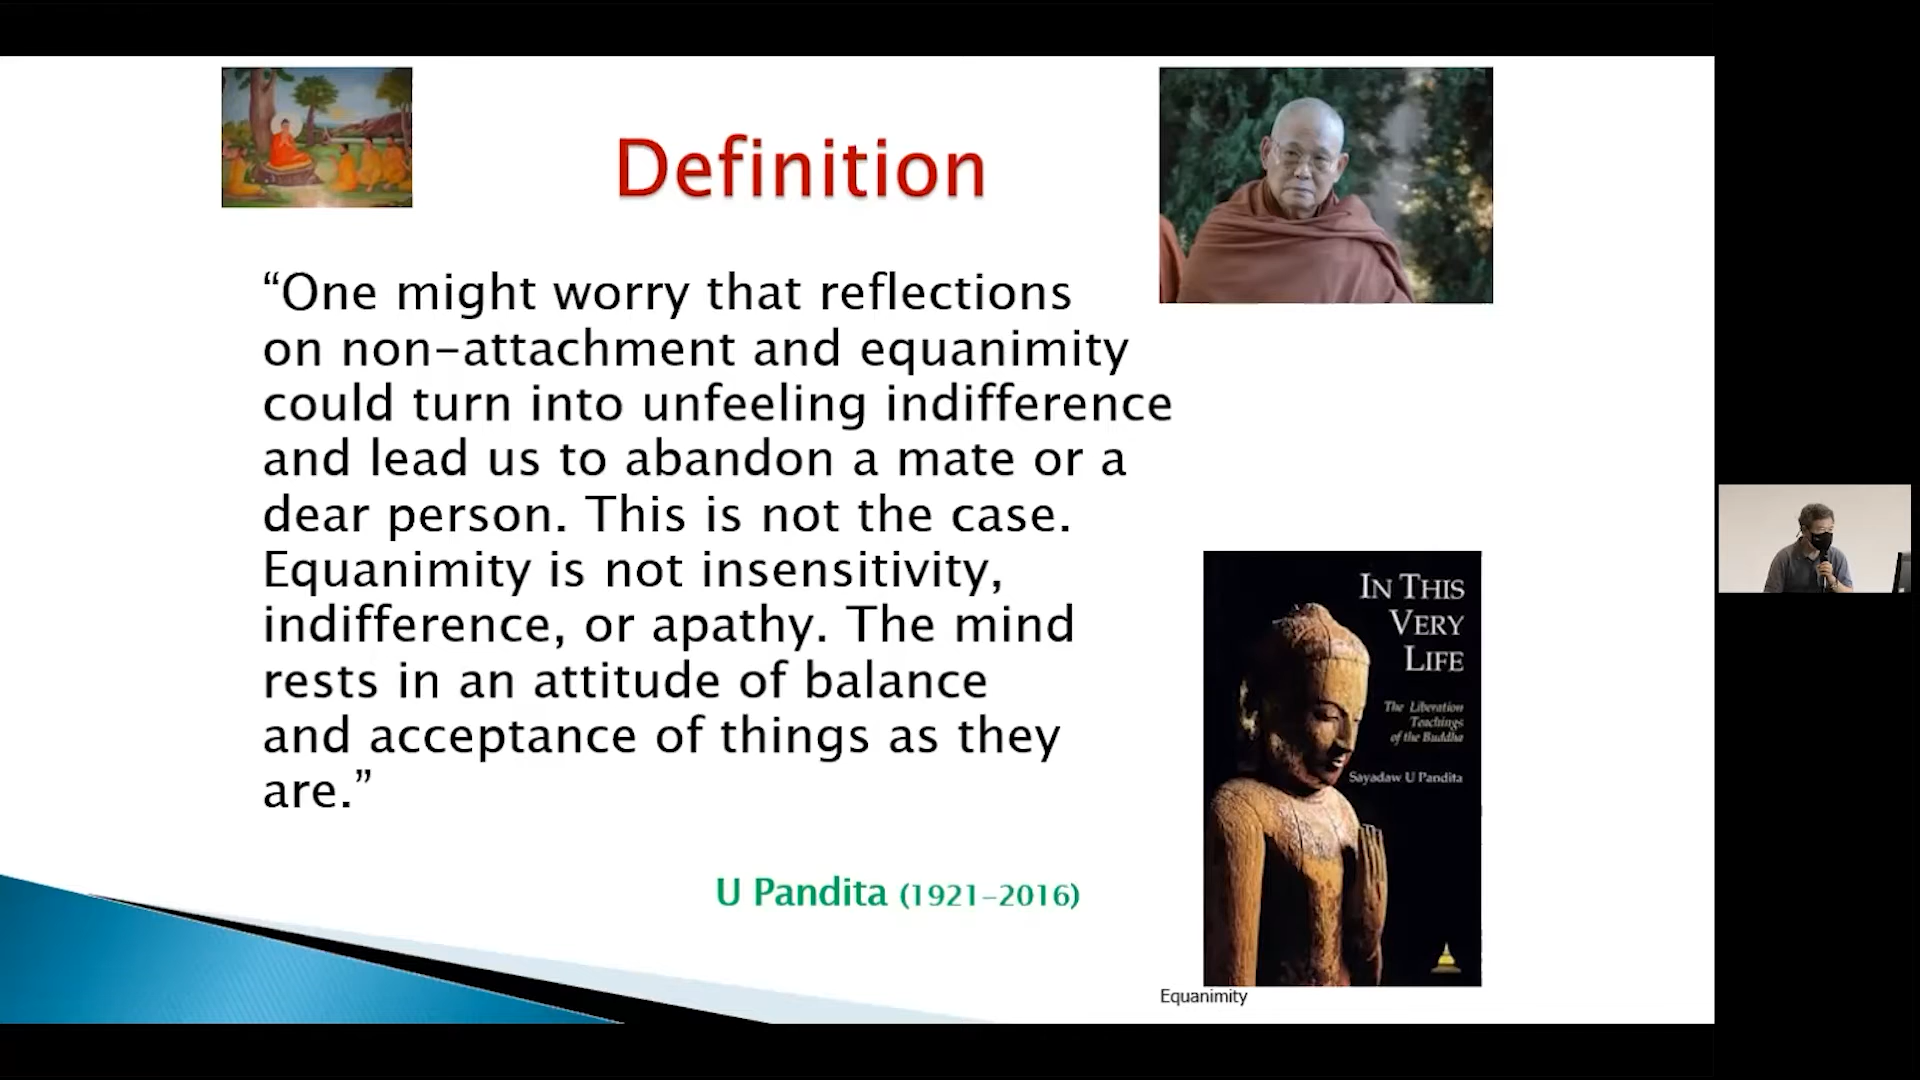 Definition
“One might worry that reflections
on non-attachment and equanimity
could turn into unfeeling indifference
and lead us to abandon a mate or a
dear person. This is not the case.
Equanimity is not insensitivity,
indifference, or apathy. The mind
rests in an attitude of balance
and acceptance of things as they
are.”
U Pandita (1921-2016)
IN THIS
VERY
LIFE
The Liberation
Teachings
of the Buddha
Sayadaw U Pandita
Equanimity